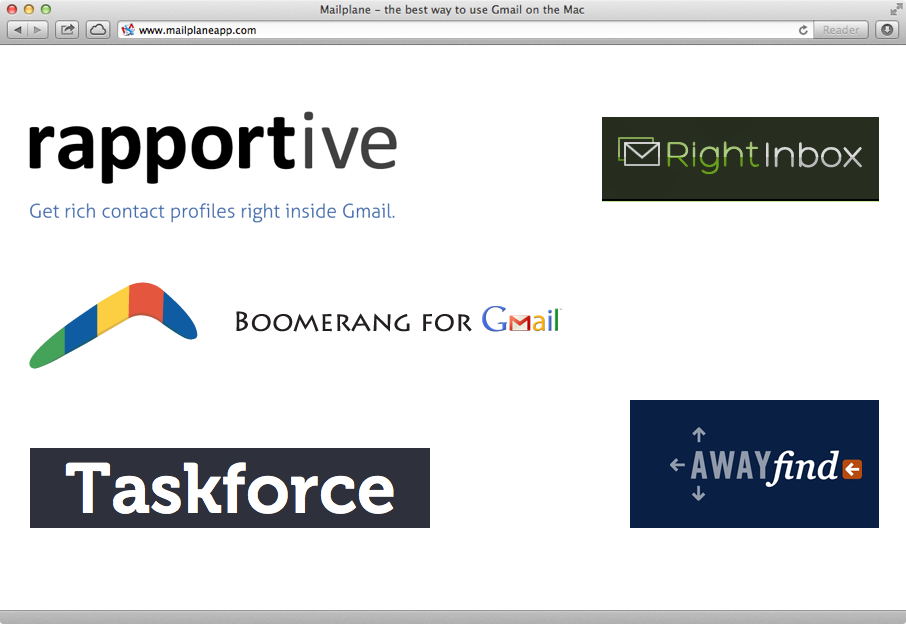 Mailplane – the best way to use Gmail on the Mac
www.mailplaneapp.com
Reader
rapportive
Get rich contact profiles right inside Gmail.
RightInbox
BOOMERANG FOR Gmail
Taskforce
AWAYfind